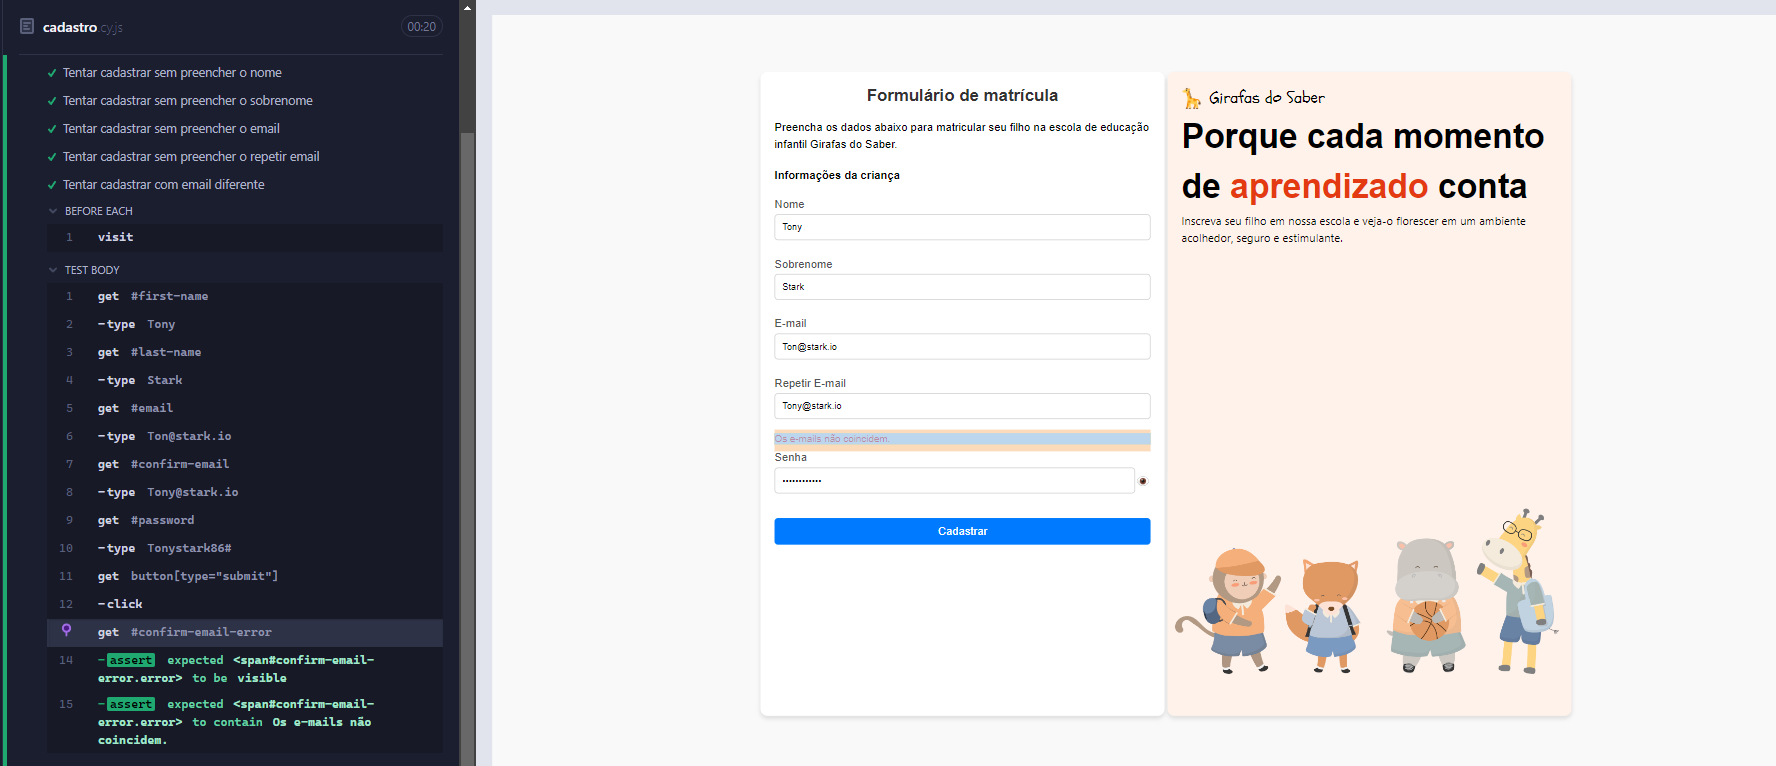 cadastro.cy.js
00:20
Tentar cadastrar sem preencher o nome
Tentar cadastrar sem preencher o sobrenome
Tentar cadastrar sem preencher o email
Tentar cadastrar sem preencher o repetir email
Tentar cadastrar com email diferente
BEFORE EACH
1 visit
TEST BODY
1 get #first-name
2 -type Tony
3 get #last-name
4 -type Stark
5 get #email
6 -type Ton@stark.io
7 get #confirm-email
8 -type Tony@stark.io
9 get #password
10 -type Tonystark86#
11 get button[type="submit"]
12 -click
get #confirm-email-error
14 -assert expected <span#confirm-email-
error.error> to be visible
15 -assert expected <span#confirm-email-
error.error> to contain Os e-mails não
coincidem.
Formulário de matrícula
Preencha os dados abaixo para matricular seu filho na escola de educação
infantil Girafas do Saber.
Informações da criança
Nome
Tony
Sobrenome
Stark
E-mail
Ton@stark.io
Repetir E-mail
Tony@stark.io
Os e-mails não coincidem.
Senha
••••••••••••
Cadastrar
Girafas do Saber
Porque cada momento
de aprendizado conta
Inscreva seu filho em nossa escola e veja-o florescer em um ambiente
acolhedor, seguro e estimulante.